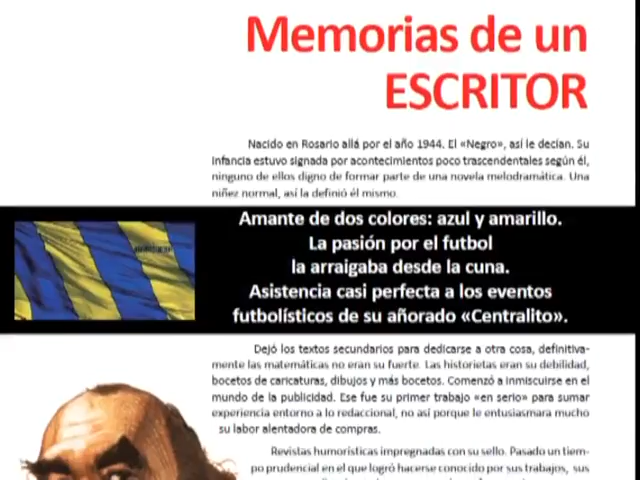 Memorias de un
ESCRITOR
Nacido en Rosario allá por el año 1944. El «Negro», así le decían. Su
infancia estuvo signada por acontecimientos poco trascendentales según él,
ninguno de ellos digno de formar parte de una novela melodramática. Una
niñez normal, así la definió él mismo.
Amante de dos colores: azul y amarillo.
La pasión por el futbol
la arraigaba desde la cuna.
Asistencia casi perfecta a los eventos
futbolísticos de su añorado «Centralito».
Dejó los textos secundarios para dedicarse a otra cosa, definitiva-
mente las matemáticas no eran su fuerte. Las historietas eran su debilidad,
bocetos de caricaturas, dibujos y más bocetos. Comenzó a inmiscuirse en el
mundo de la publicidad. Ese fue su primer trabajo «en serio» para sumar
experiencia entorno a lo redaccional, no así porque le entusiasmara mucho
su labor alentadora de compras.
Revistas humorísticas impregnadas con su sello. Pasado un tiem-
po prudencial en el que logró hacerse conocido por sus trabajos, sus